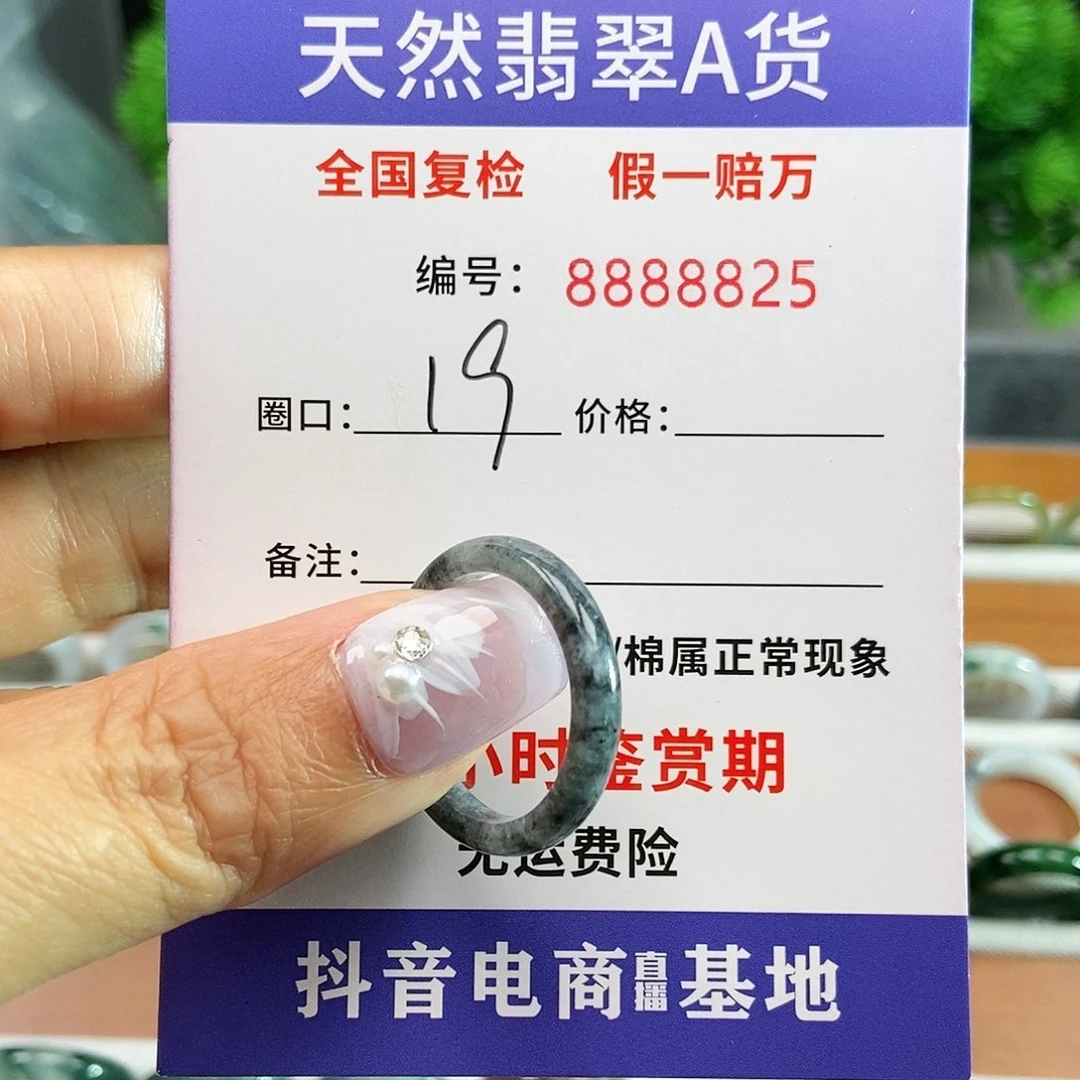 天然翡翠A货
全国复检 假一赔万
编号: 8888825
圈口: 19 价格:
备注:
/棉属正常现象
小时鉴赏期
无运费险
抖音电商直播基地